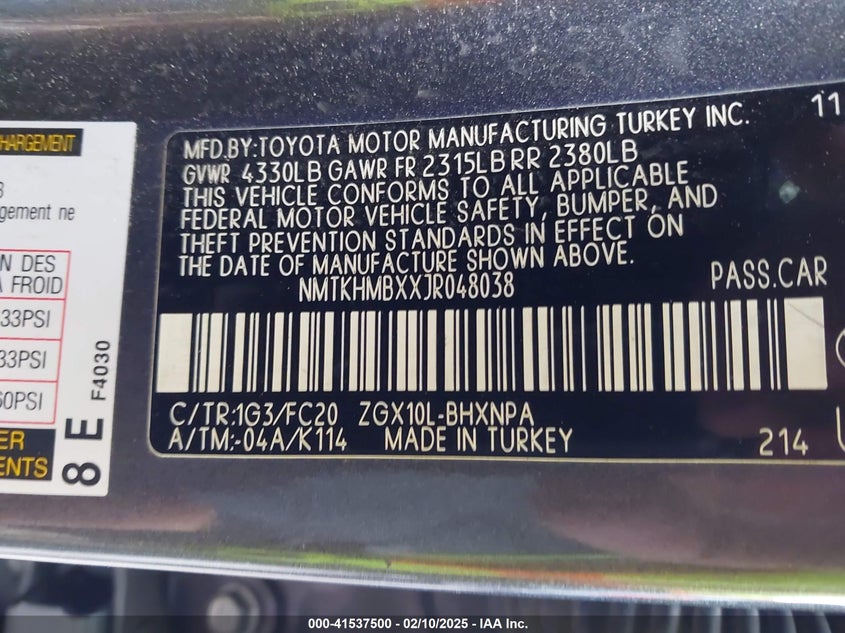 CHARGEMENT
gement ne
N DES
A FROID
33PSI
33PSI
60PSI
ER
ENTS
8 E
F4030
11
MFD.BY:TOYOTA MOTOR MANUFACTURING TURKEY INC.
GVWR 4330LB GAWR FR 2315LB RR 2380LB
THIS VEHICLE CONFORMS TO ALL APPLICABLE
FEDERAL MOTOR VEHICLE SAFETY, BUMPER, AND
THEFT PREVENTION STANDARDS IN EFFECT ON
THE DATE OF MANUFACTURE SHOWN ABOVE.
NMTKHMBXXJR048038
PASS.CAR
C/TR:1G3/FC20 ZGX10L-BHXNPA
A/TM:-04A/K114 MADE IN TURKEY
214
000-41537500 - 02/10/2025 - IAA Inc.